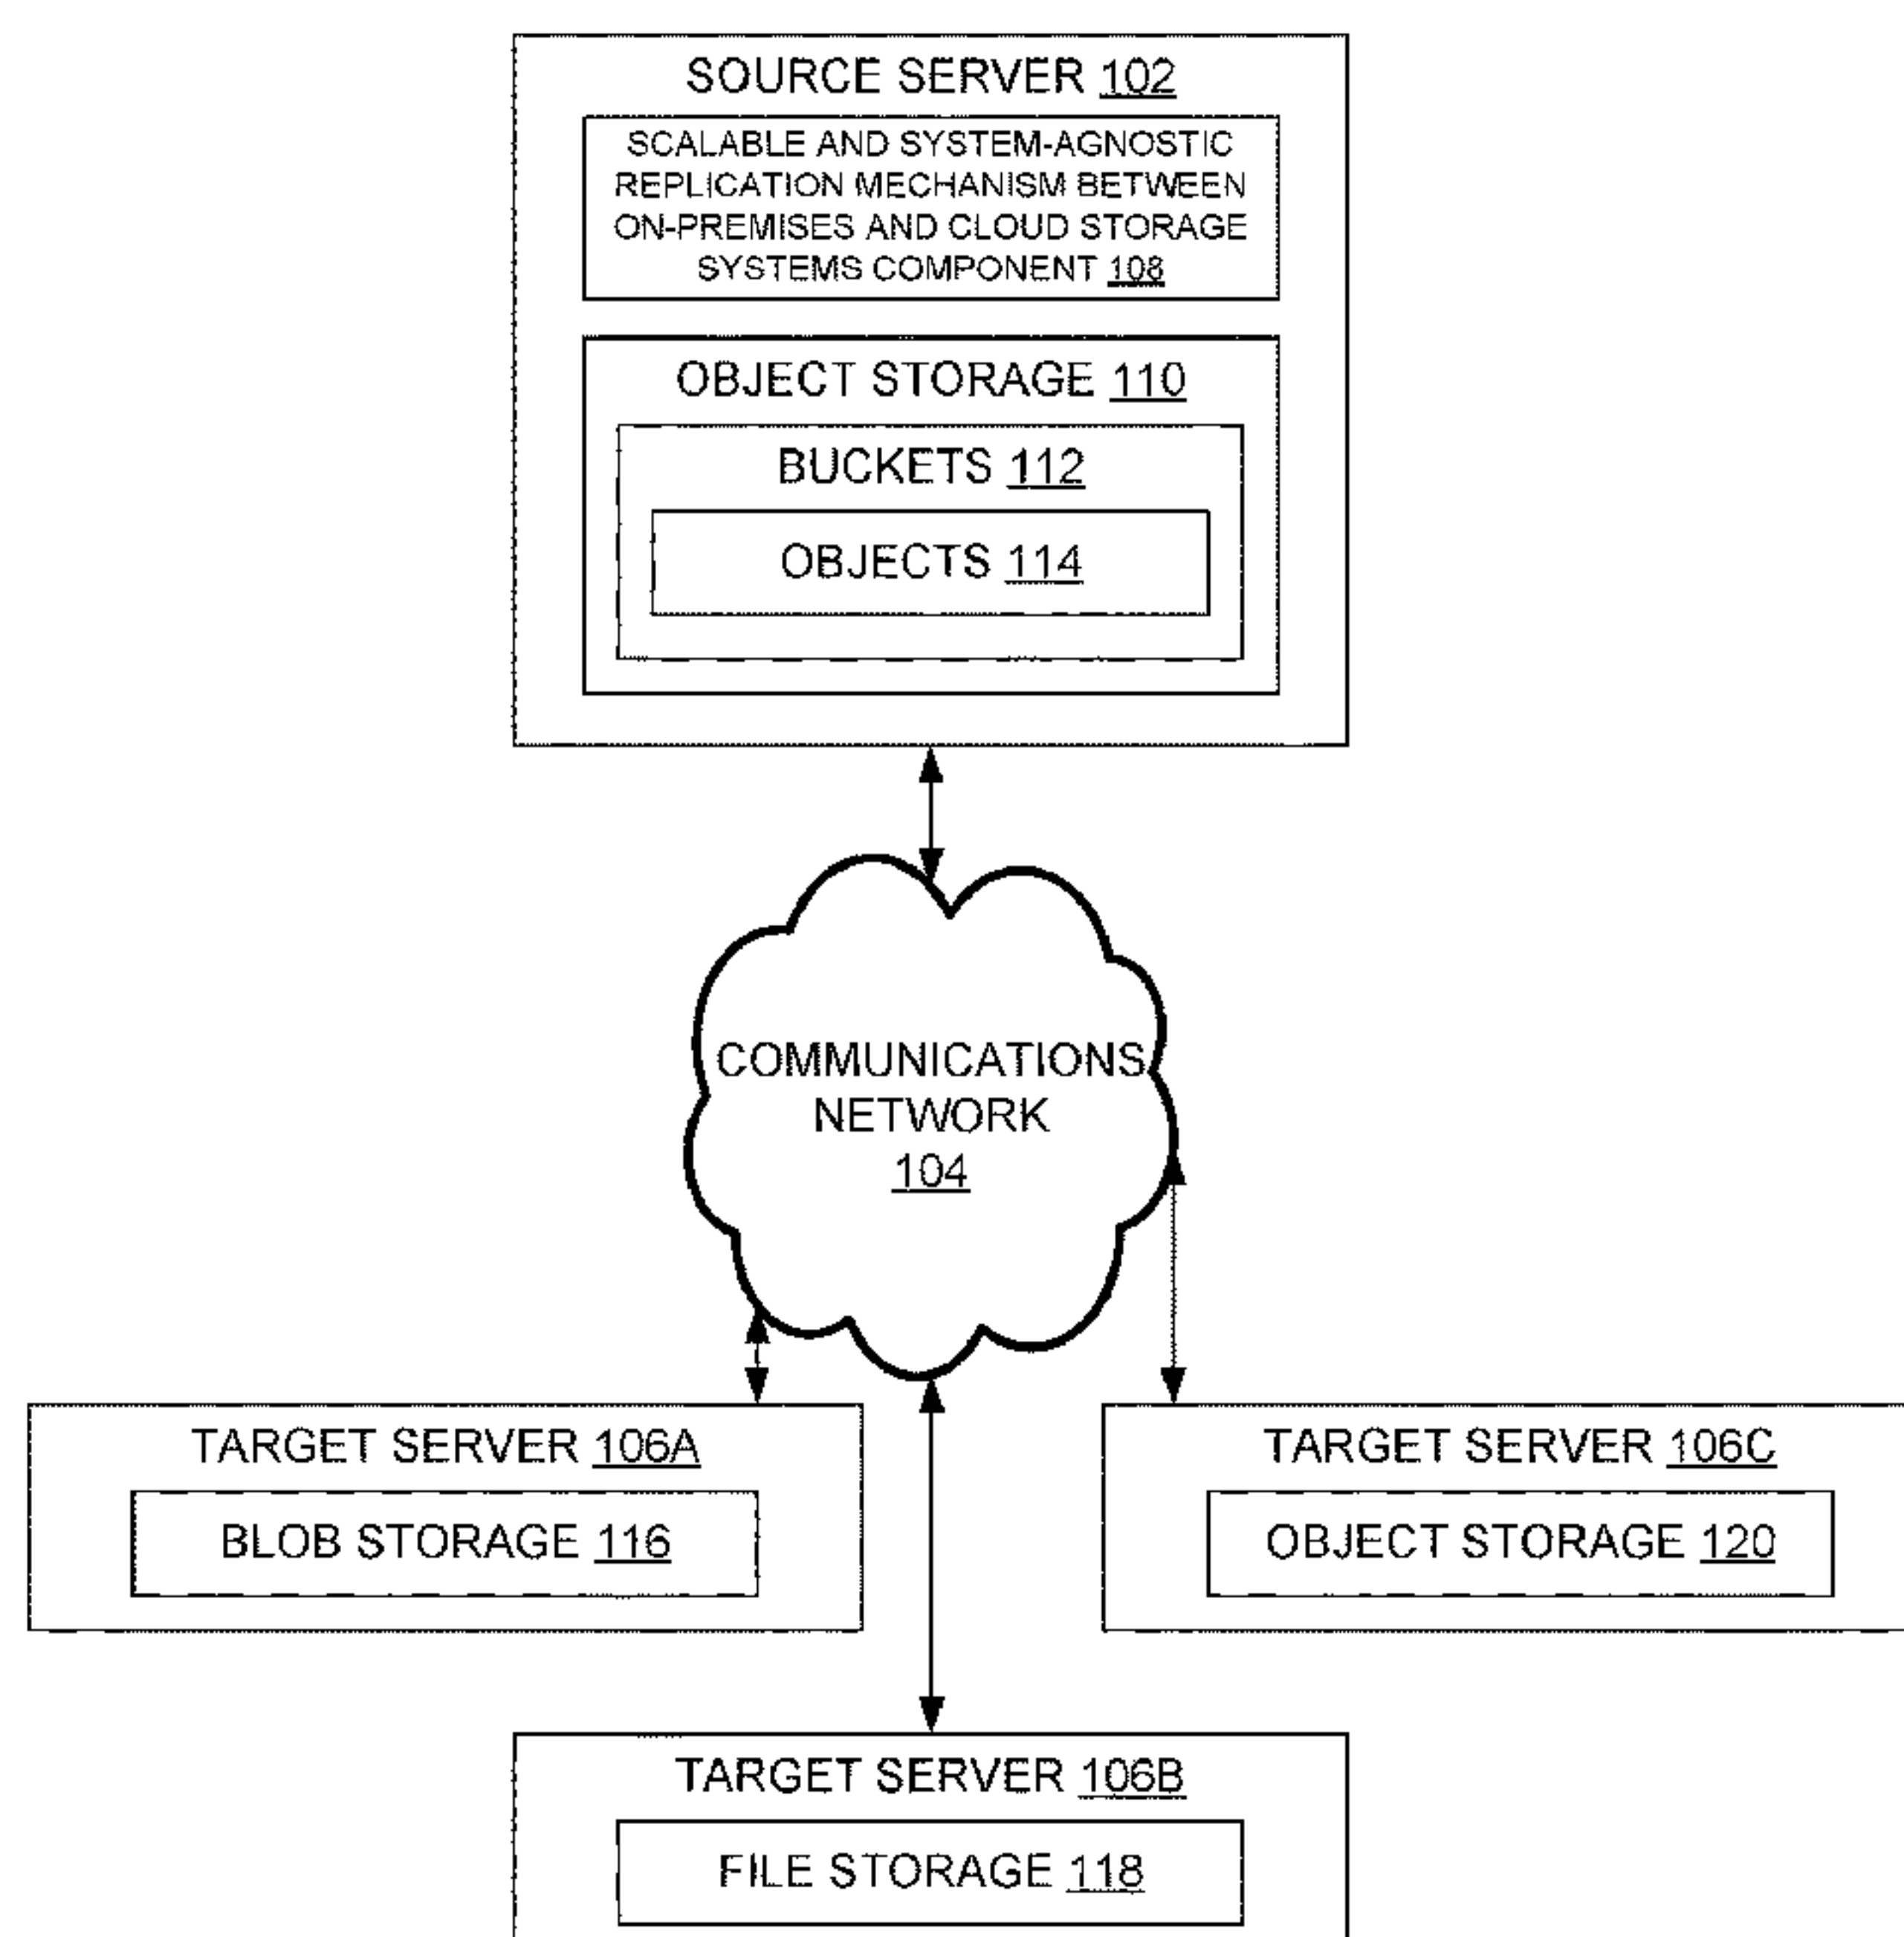 SOURCE SERVER 102
SCALABLE AND SYSTEM-AGNOSTIC
REPLICATION MECHANISM BETWEEN
ON-PREMISES AND CLOUD STORAGE
SYSTEMS COMPONENT 108
OBJECT STORAGE 110
BUCKETS 112
OBJECTS 114
COMMUNICATIONS
NETWORK
104
TARGET SERVER 106A
BLOB STORAGE 116
TARGET SERVER 106C
OBJECT STORAGE 120
TARGET SERVER 106B
FILE STORAGE 118